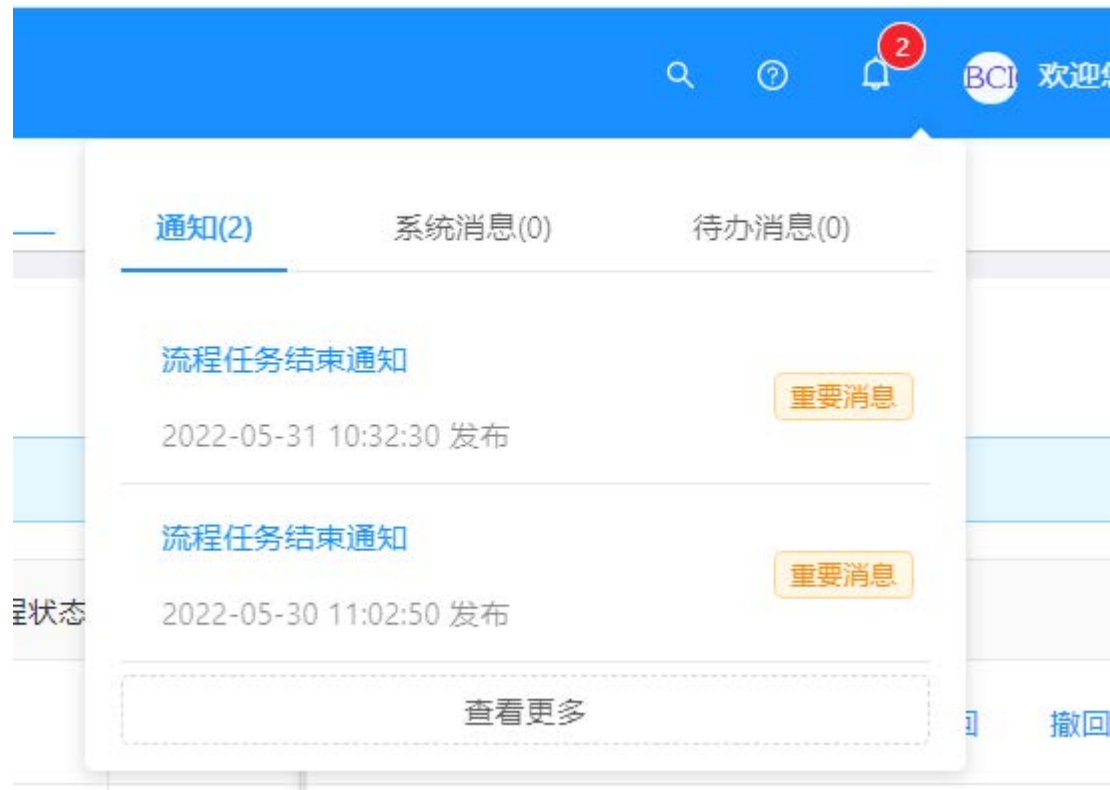 2
BCI 欢迎您
通知(2) 系统消息(0) 待办消息(0)
流程任务结束通知
重要消息
2022-05-31 10:32:30 发布
流程任务结束通知
重要消息
程状态
2022-05-30 11:02:50 发布
查看更多
回 撤回